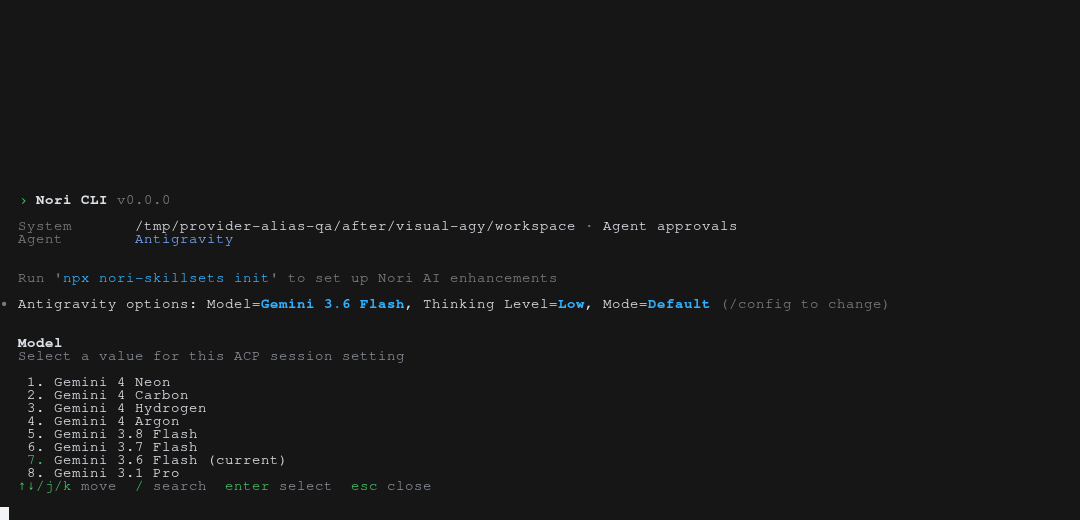 › Nori CLI v0.0.0
System /tmp/provider-alias-qa/after/visual-agy/workspace · Agent approvals
Agent Antigravity
Run 'npx nori-skillsets init' to set up Nori AI enhancements
• Antigravity options: Model=Gemini 3.6 Flash, Thinking Level=Low, Mode=Default (/config to change)
Model
Select a value for this ACP session setting
1. Gemini 4 Neon
2. Gemini 4 Carbon
3. Gemini 4 Hydrogen
4. Gemini 4 Argon
5. Gemini 3.8 Flash
6. Gemini 3.7 Flash
7. Gemini 3.6 Flash (current)
8. Gemini 3.1 Pro
↑↓/j/k move / search enter select esc close